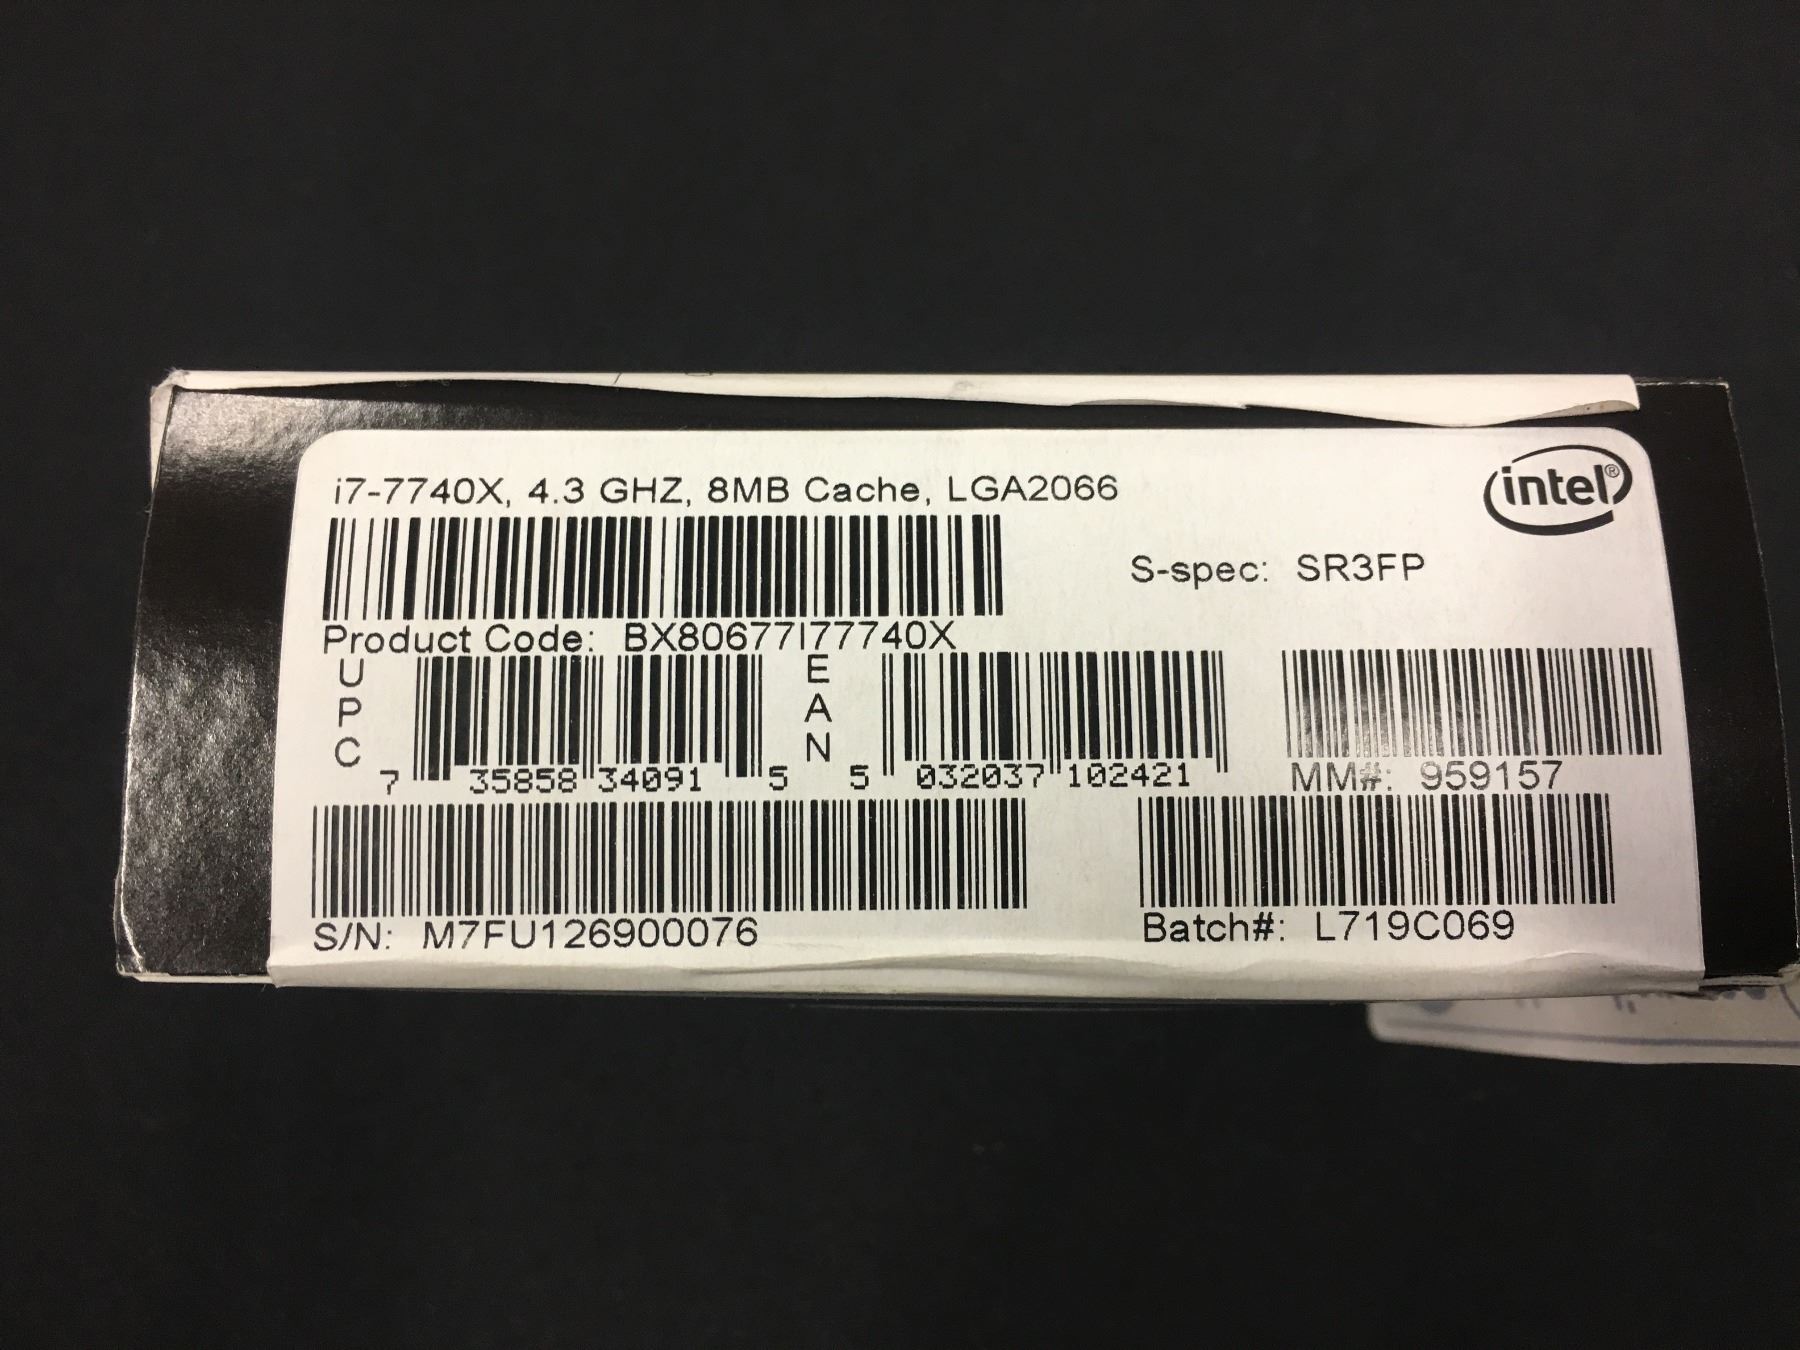 i7-7740X, 4.3 GHZ, 8MB Cache, LGA2066
intel®
S-spec: SR3FP
Product Code: BX80677I77740X
UPC
7 35858 34091 5
EAN
5 032037 102421
MM#: 959157
S/N: M7FU126900076
Batch#: L719C069